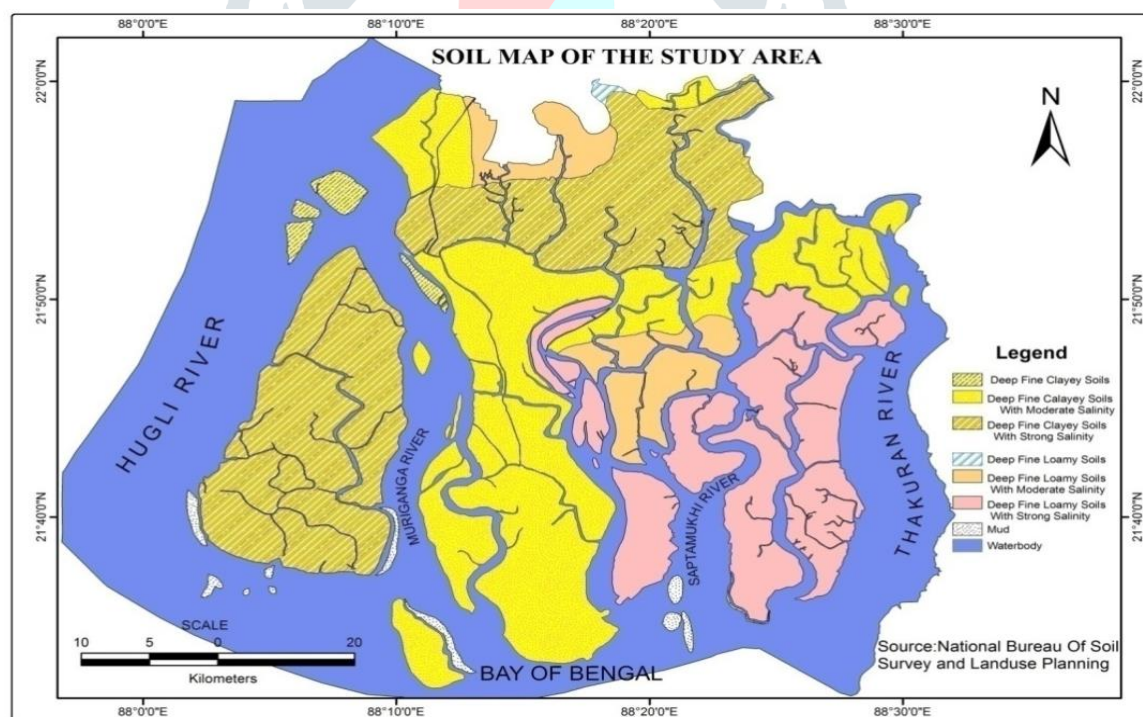 88°0'0"E 88°10'0"E 88°20'0"E 88°30'0"E
SOIL MAP OF THE STUDY AREA
22°0'0"N 22°0'0"N
N
21°50'0"N 21°50'0"N
HUGLI RIVER
MURIGANGA RIVER
SAPTAMUKHI RIVER
THAKURAN RIVER
Legend
Deep Fine Clayey Soils
Deep Fine Calayey Soils
With Moderate Salinity
Deep Fine Clayey Soils
With Strong Salinity
Deep Fine Loamy Soils
Deep Fine Loamy Soils
With Moderate Salinity
Deep Fine Loamy Soils
With Strong Salinity
Mud
Waterbody
21°40'0"N 21°40'0"N
SCALE
10 5 0 10 20
Kilometers
BAY OF BENGAL
Source:National Bureau Of Soil
Survey and Landuse Planning
88°0'0"E 88°10'0"E 88°20'0"E 88°30'0"E